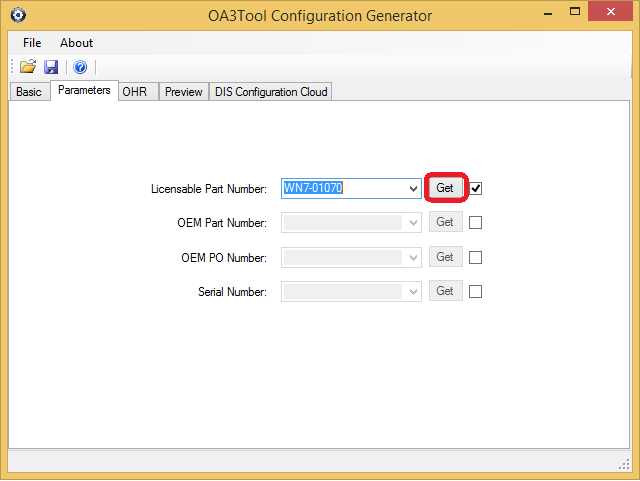 OA3Tool Configuration Generator
File About
Basic Parameters OHR Preview DIS Configuration Cloud
Licensable Part Number: WN7-01070 Get
OEM Part Number: Get
OEM PO Number: Get
Serial Number: Get